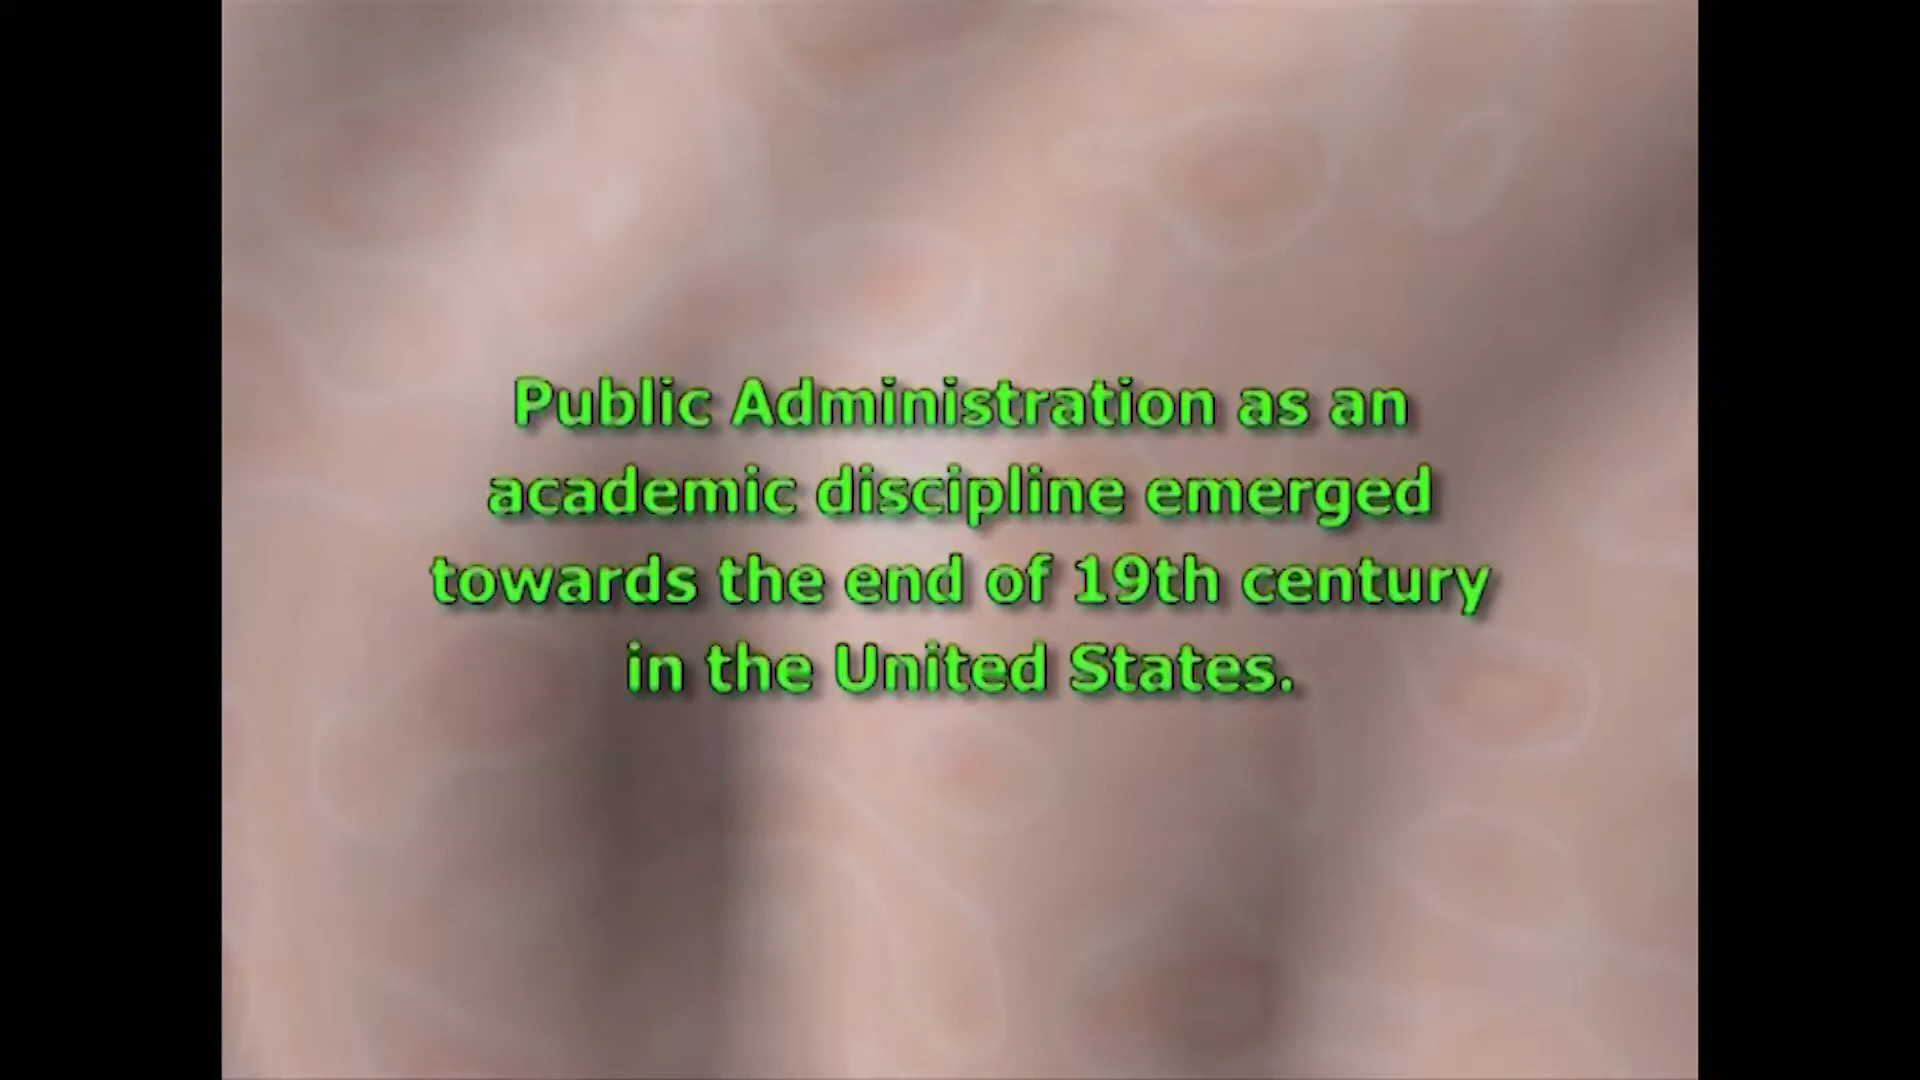 Public Administration as an
academic discipline emerged
towards the end of 19th century
in the United States.